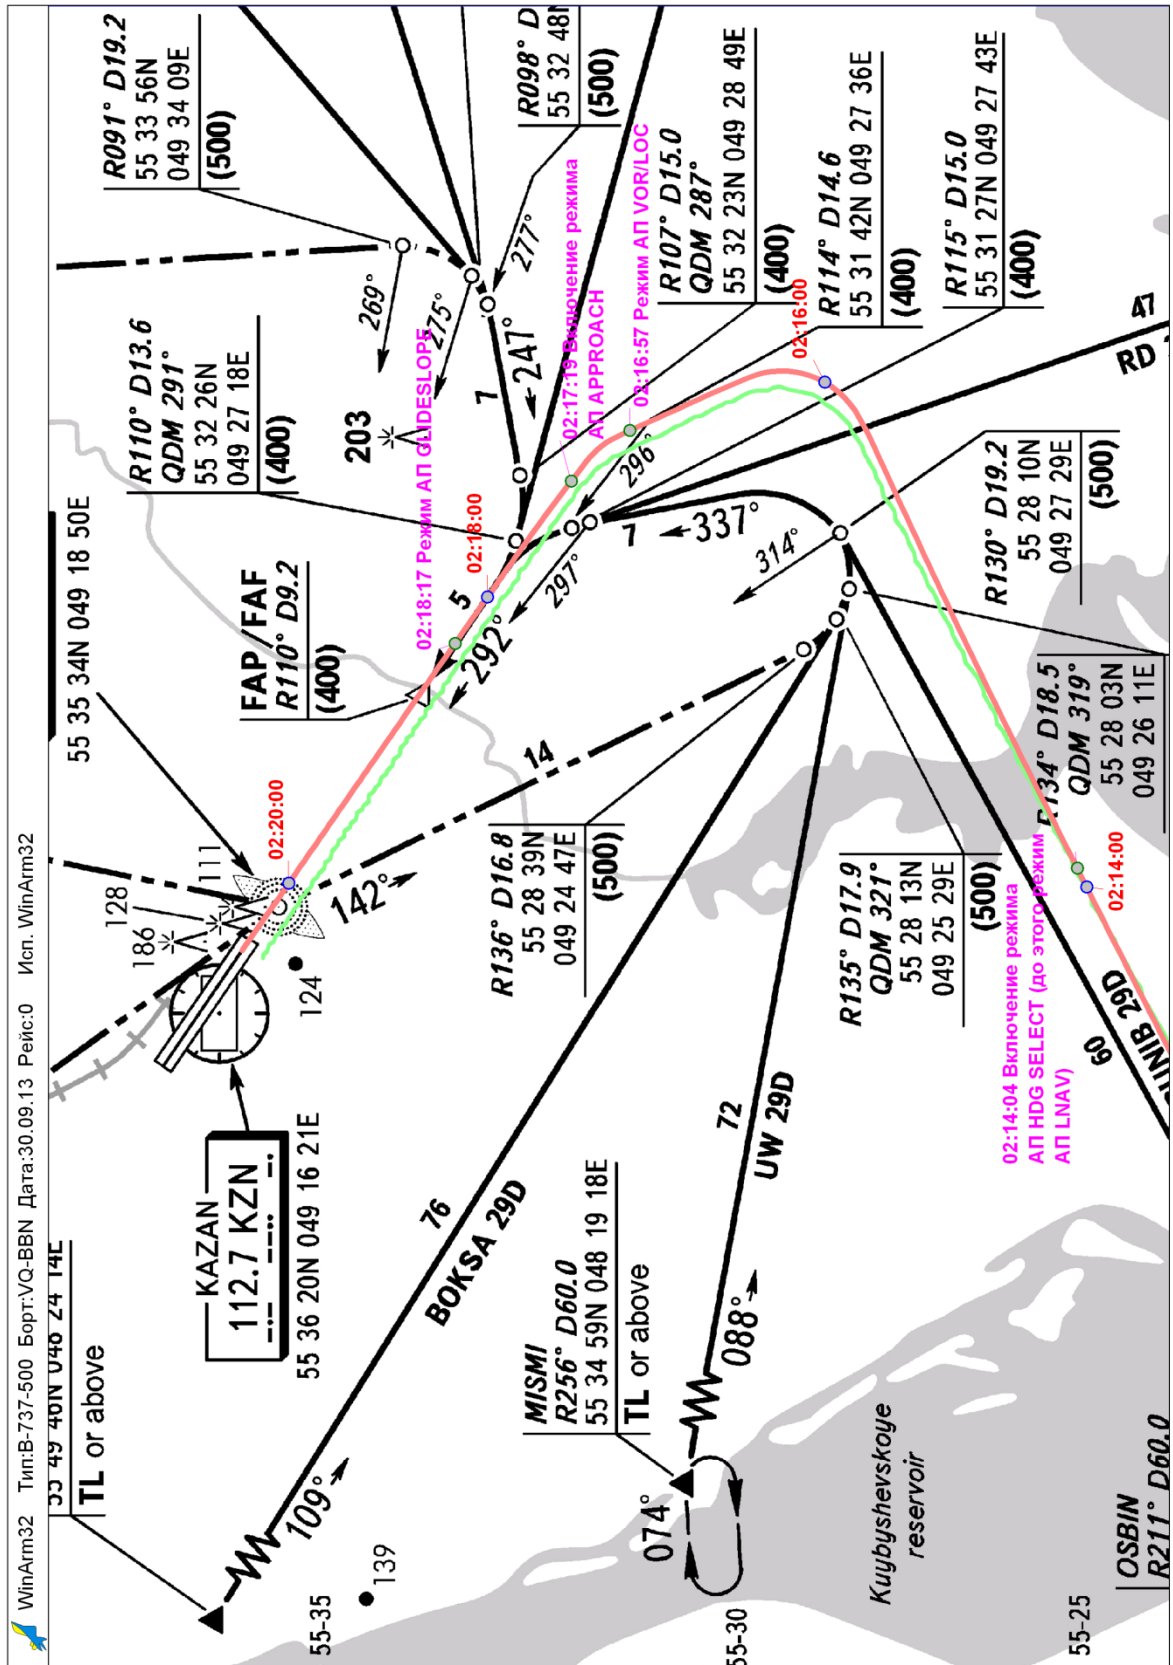 WinArm32 Тип:B-737-500 Борт:VQ-BBN Дата:30.09.13 Рейс:0 Исп. WinArm32
TL or above
109°
139
55-35
KAZAN
112.7 KZN
55 36 20N 049 16 21E
186
128
111
124
55 35 34N 049 18 50E
02:20:00
142°
14
FAP/FAF
R110° D9.2
(400)
R110° D13.6
QDM 291°
55 32 26N
049 27 18E
(400)
R091° D19.2
55 33 56N
049 34 09E
(500)
269°
275°
277°
203
7
247°
R098° D
55 32 48N
(500)
02:18:17 Режим АП GLIDESLOPE
02:18:00
5
292°
297°
296°
02:17:19 Включение режима
АП APPROACH
02:16:57 Режим АП VOR/LOC
R107° D15.0
QDM 287°
55 32 23N 049 28 49E
(400)
R114° D14.6
55 31 42N 049 27 36E
(400)
R115° D15.0
55 31 27N 049 27 43E
(400)
02:16:00
47
RD
7
337°
314°
R130° D19.2
55 28 10N
049 27 29E
(500)
R134° D18.5
QDM 319°
55 28 03N
049 26 11E
R136° D16.8
55 28 39N
049 24 47E
(500)
R135° D17.9
QDM 321°
55 28 13N
049 25 29E
(500)
02:14:04 Включение режима
АП HDG SELECT (до этого режим
АП LNAV)
02:14:00
60
29D
76
BOKSA 29D
72
UW 29D
MISMI
R256° D60.0
55 34 59N 048 19 18E
TL or above
088°
074°
55-30
Kuybyshevskoye
reservoir
55-25
OSBIN
R211° D60.0